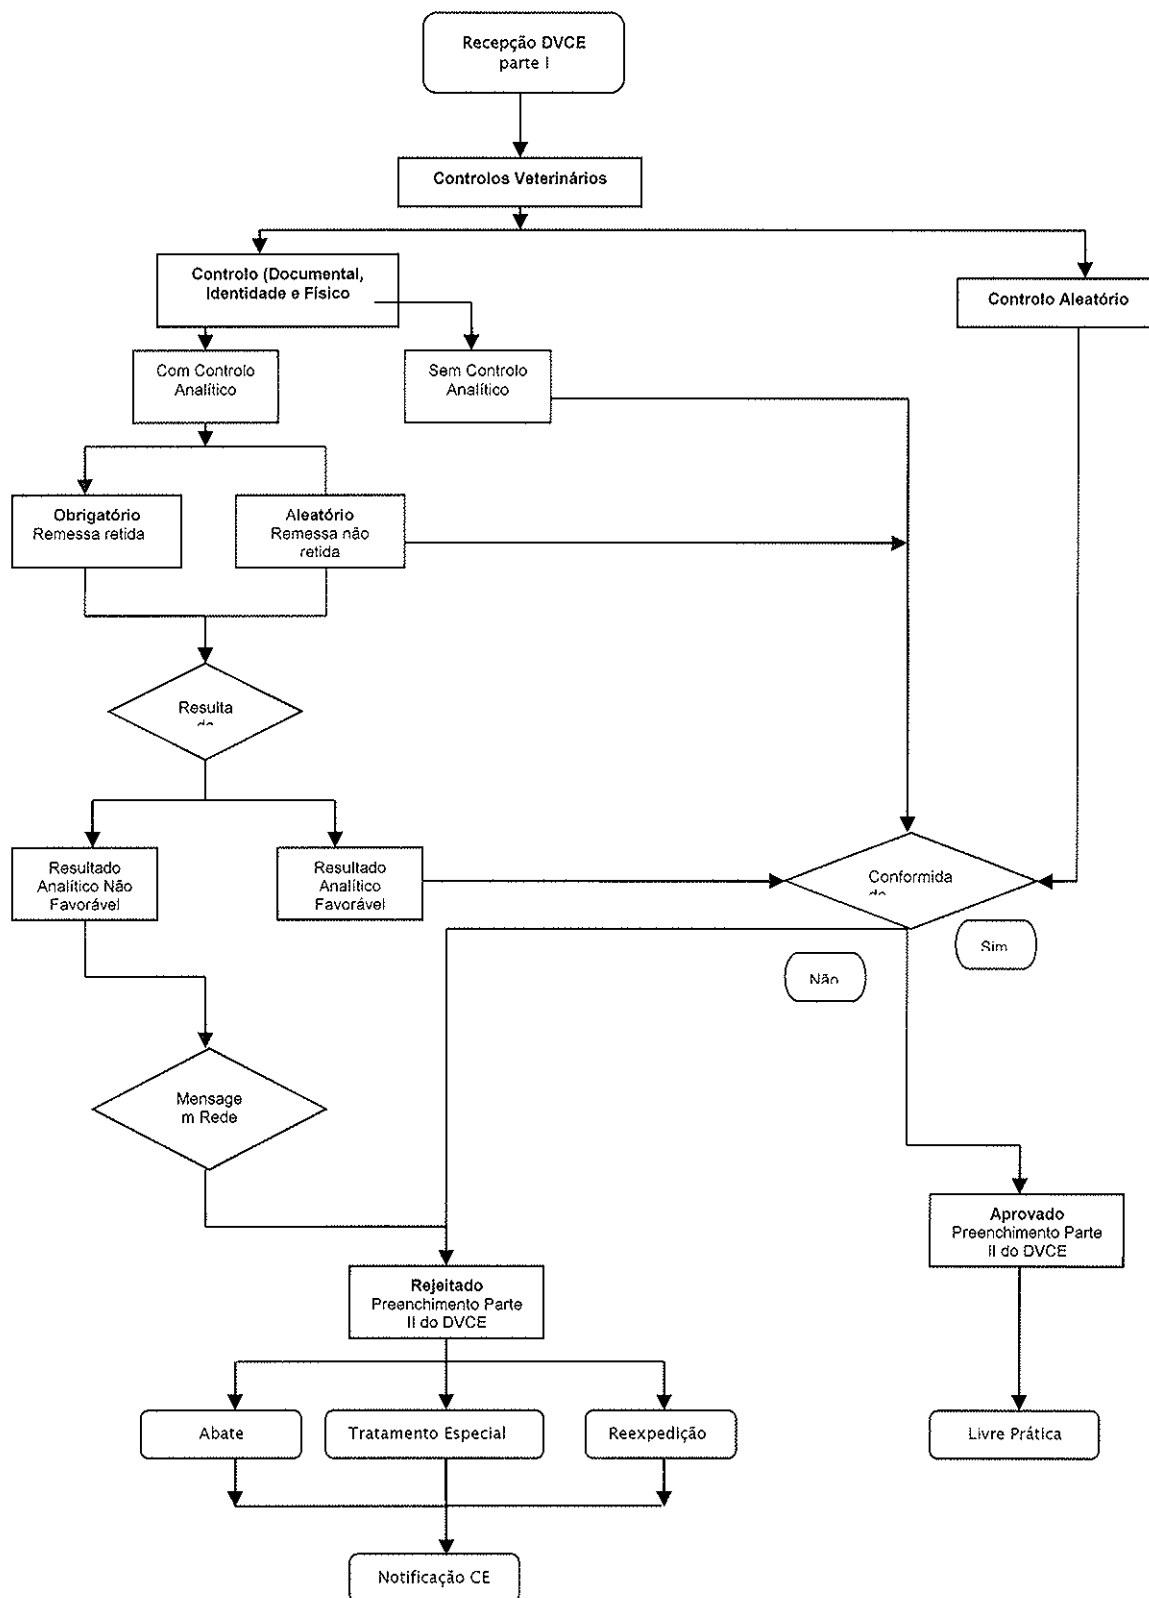 Recepção DVCE
parte I
Controlos Veterinários
Controlo (Documental,
Identidade e Físico
Controlo Aleatório
Com Controlo
Analítico
Sem Controlo
Analítico
Obrigatório
Remessa retida
Aleatório
Remessa não
retida
Resulta
Resultado
Analítico Não
Favorável
Resultado
Analítico
Favorável
Conformida
Sim
Não
Mensage
m Rede
Aprovado
Preenchimento Parte
II do DVCE
Rejeitado
Preenchimento Parte
II do DVCE
Abate
Tratamento Especial
Reexpedição
Livre Prática
Notificação CE